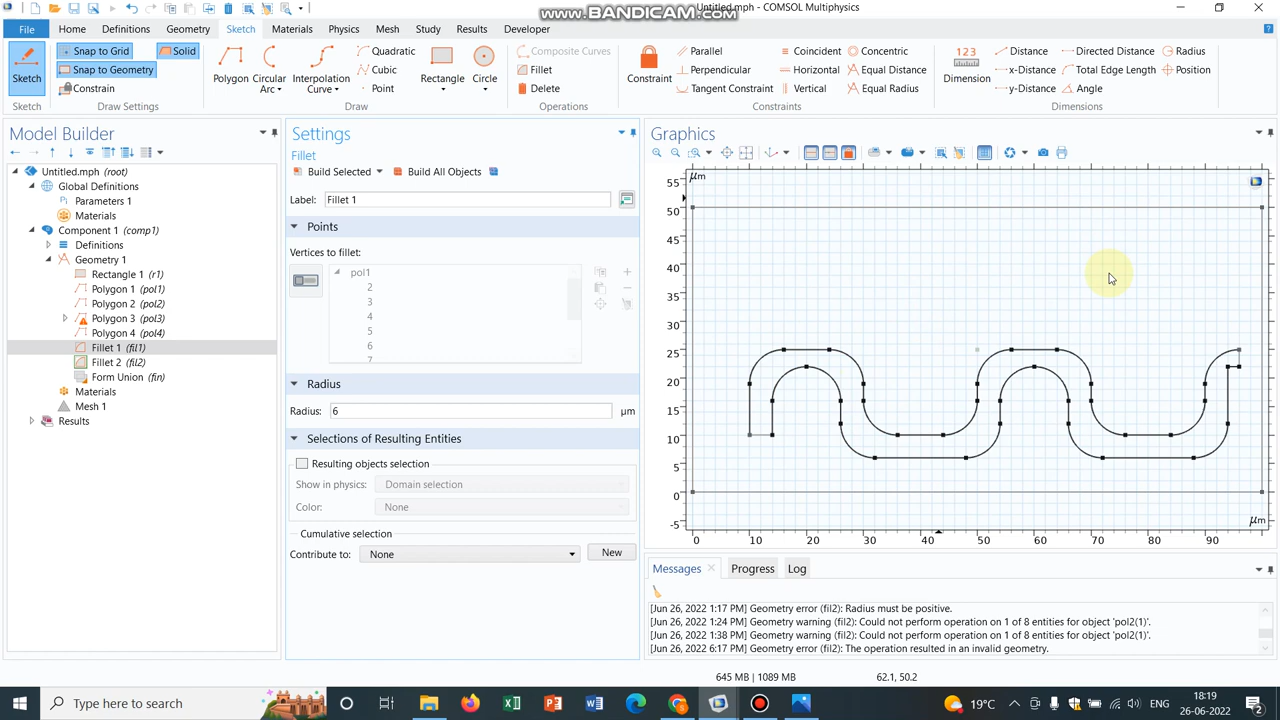 Untitled.mph - COMSOL Multiphysics
www.BANDICAM.com
File Home Definitions Geometry Sketch Materials Physics Mesh Study Results Developer
Snap to Grid Solid Quadratic Composite Curves Parallel Coincident Concentric Distance Directed Distance Radius
Snap to Geometry Cubic Fillet Perpendicular Horizontal Equal Distance x-Distance Total Edge Length Position
Sketch Constrain Polygon Circular Arc Interpolation Curve Point Rectangle Circle Delete Constraint Tangent Constraint Vertical Equal Radius Dimension y-Distance Angle
Sketch Draw Settings Draw Operations Constraints Dimensions
Model Builder
Untitled.mph (root)
Global Definitions
Parameters 1
Materials
Component 1 (comp1)
Definitions
Geometry 1
Rectangle 1 (r1)
Polygon 1 (pol1)
Polygon 2 (pol2)
Polygon 3 (pol3)
Polygon 4 (pol4)
Fillet 1 (fil1)
Fillet 2 (fil2)
Form Union (fin)
Materials
Mesh 1
Results
Settings
Fillet
Build Selected Build All Objects
Label: Fillet 1
Points
Vertices to fillet:
pol1
2
3
4
5
6
7
Radius
Radius: 6 µm
Selections of Resulting Entities
Resulting objects selection
Show in physics: Domain selection
Color: None
Cumulative selection
Contribute to: None New
Graphics
µm
55
50
45
40
35
30
25
20
15
10
5
0
-5
µm
0 10 20 30 40 50 60 70 80 90
Messages Progress Log
[Jun 26, 2022 1:17 PM] Geometry error (fil2): Radius must be positive.
[Jun 26, 2022 1:24 PM] Geometry warning (fil2): Could not perform operation on 1 of 8 entities for object 'pol2(1)'.
[Jun 26, 2022 1:38 PM] Geometry warning (fil2): Could not perform operation on 1 of 8 entities for object 'pol2(1)'.
[Jun 26, 2022 6:17 PM] Geometry error (fil2): The operation resulted in an invalid geometry.
645 MB | 1089 MB 62.1, 50.2
Type here to search 19°C ENG 18:19
26-06-2022 2